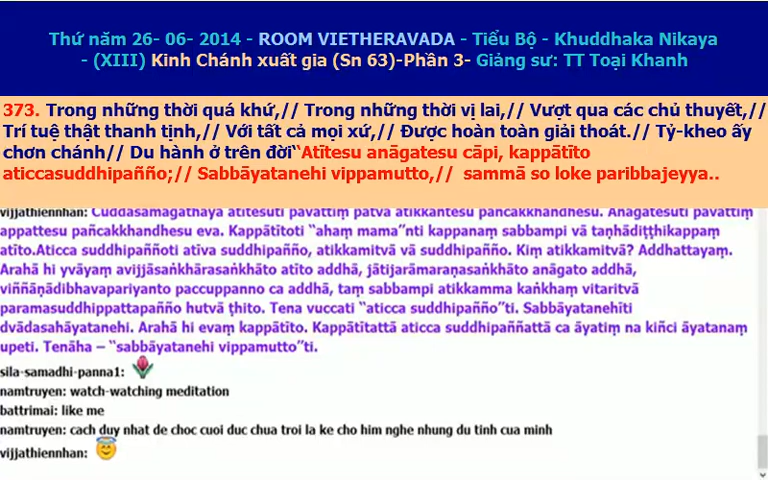 Thứ năm 26- 06- 2014 - ROOM VIETHERAVADA - Tiểu Bộ - Khuddhaka Nikaya
- (XIII) Kinh Chánh xuất gia (Sn 63)-Phần 3- Giảng sư: TT Toại Khanh
373. Trong những thời quá khứ,// Trong những thời vị lai,// Vượt qua các chủ thuyết,//
Trí tuệ thật thanh tịnh,// Với tất cả mọi xứ,// Được hoàn toàn giải thoát.// Tỷ-kheo ấy
chơn chánh// Du hành ở trên đời‘‘Atītesu anāgatesu cāpi, kappātīto
aticcasuddhipañño;// Sabbāyatanehi vippamutto,// sammā so loke paribbajeyya..
vijjathiennhan: Cuddasamagāthāya atītesūti pavattiṃ patvā atikkantesu pañcakkhandhesu. Anāgatesūti pavattiṃ
appattesu pañcakkhandhesu eva. Kappātītoti “ahaṃ mama”nti kappanaṃ sabbampi vā taṇhādiṭṭhikappaṃ
atīto.Aticca suddhipaññoti atīva suddhipañño, atikkamitvā vā suddhipañño. Kiṃ atikkamitvā? Addhattayaṃ.
Arahā hi yvāyaṃ avijjāsaṅkhārasaṅkhāto atīto addhā, jātijarāmaraṇasaṅkhāto anāgato addhā,
viññāṇādibhavapariyanto paccuppanno ca addhā, taṃ sabbampi atikkamma kaṅkhaṃ vitaritvā
paramasuddhippattapañño hutvā ṭhito. Tena vuccati “aticca suddhipañño”ti. Sabbāyatanehīti
dvādasahāyatanehi. Arahā hi evaṃ kappātīto. Kappātītattā aticca suddhipaññattā ca āyatiṃ na kiñci āyatanaṃ
upeti. Tenāha – “sabbāyatanehi vippamutto”ti.
sila-samadhi-panna1:
namtruyen: watch-watching meditation
battrimai: like me
namtruyen: cach duy nhat de choc cuoi duc chua troi la ke cho him nghe nhung du tinh cua minh
vijjathiennhan: